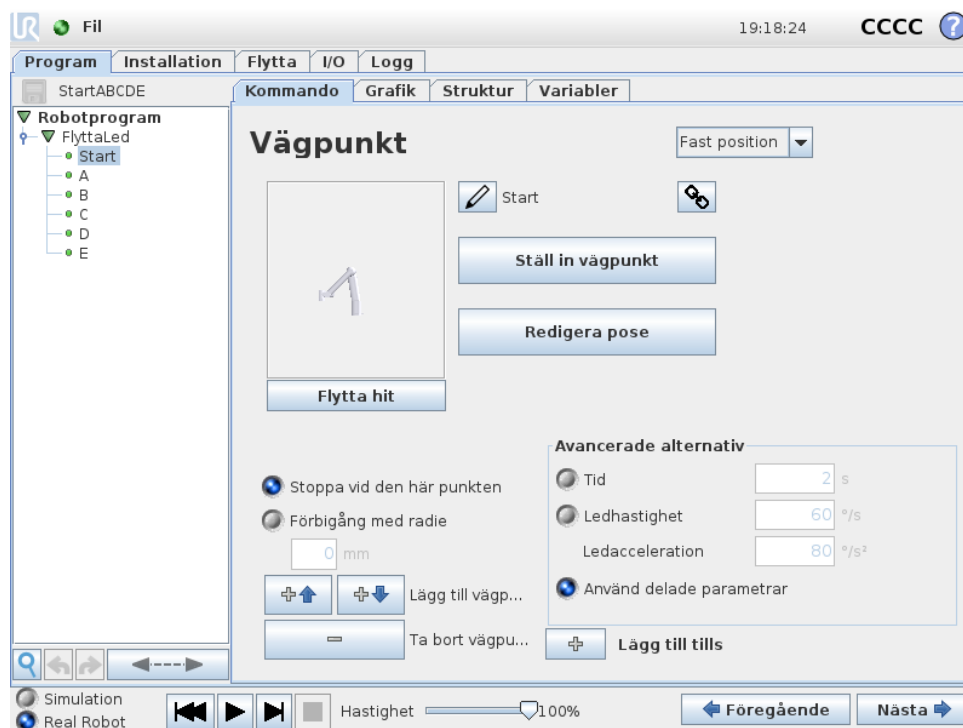 UR Fil 19:18:24 CCCC ?
Program Installation Flytta I/O Logg
StartABCDE
Kommando Grafik Struktur Variabler
Robotprogram
FlyttaLed
Start
A
B
C
D
E
Vägpunkt
Fast position
Start
Ställ in vägpunkt
Redigera pose
Flytta hit
Stoppa vid den här punkten
Förbigång med radie
0 mm
Lägg till vägp...
Ta bort vägpu...
Avancerade alternativ
Tid 2 s
Ledhastighet 60 °/s
Ledacceleration 80 °/s²
Använd delade parametrar
Lägg till tills
Simulation
Real Robot
Hastighet 100%
Föregående
Nästa